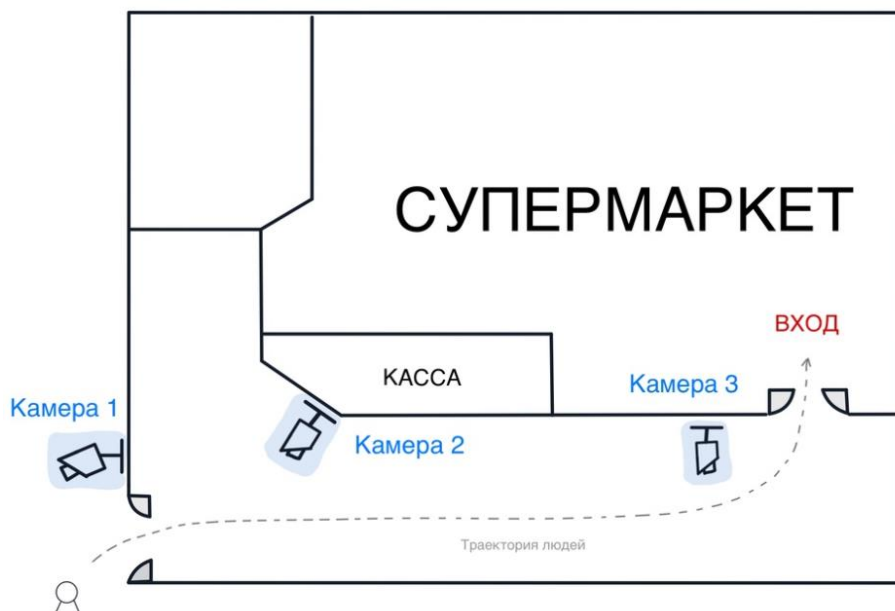 СУПЕРМАРКЕТ
ВХОД
КАССА
Камера 3
Камера 1
Камера 2
Траектория людей